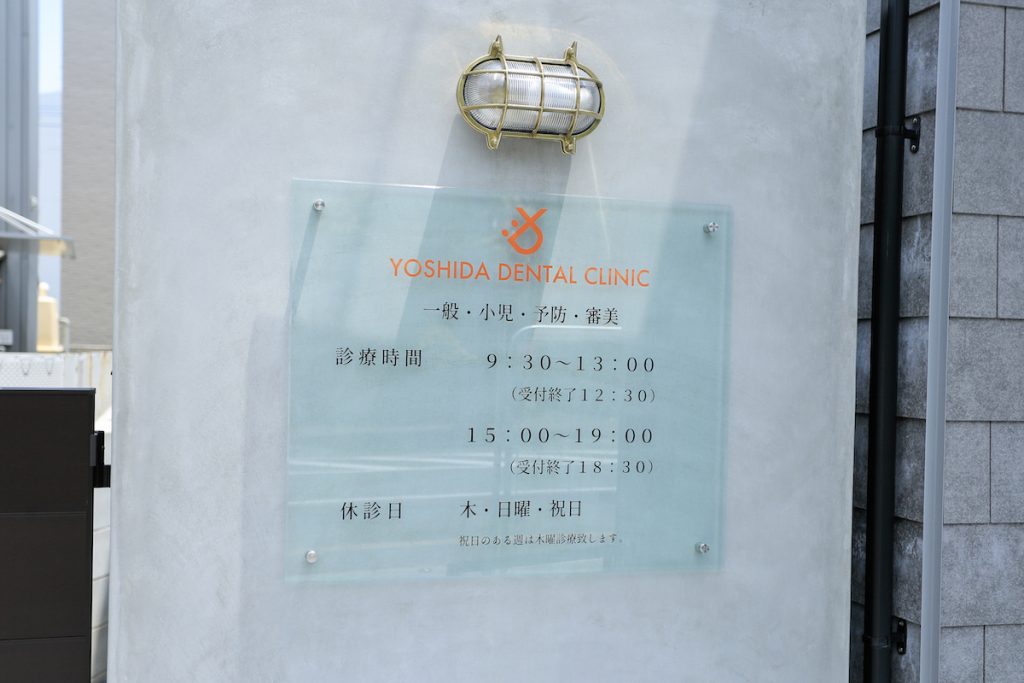 YOSHIDA DENTAL CLINIC
一般・小児・予防・審美
診療時間 9：30～13：00
（受付終了12：30）
15：00～19：00
（受付終了18：30）
休診日 木・日曜・祝日
祝日のある週は木曜診療致します。